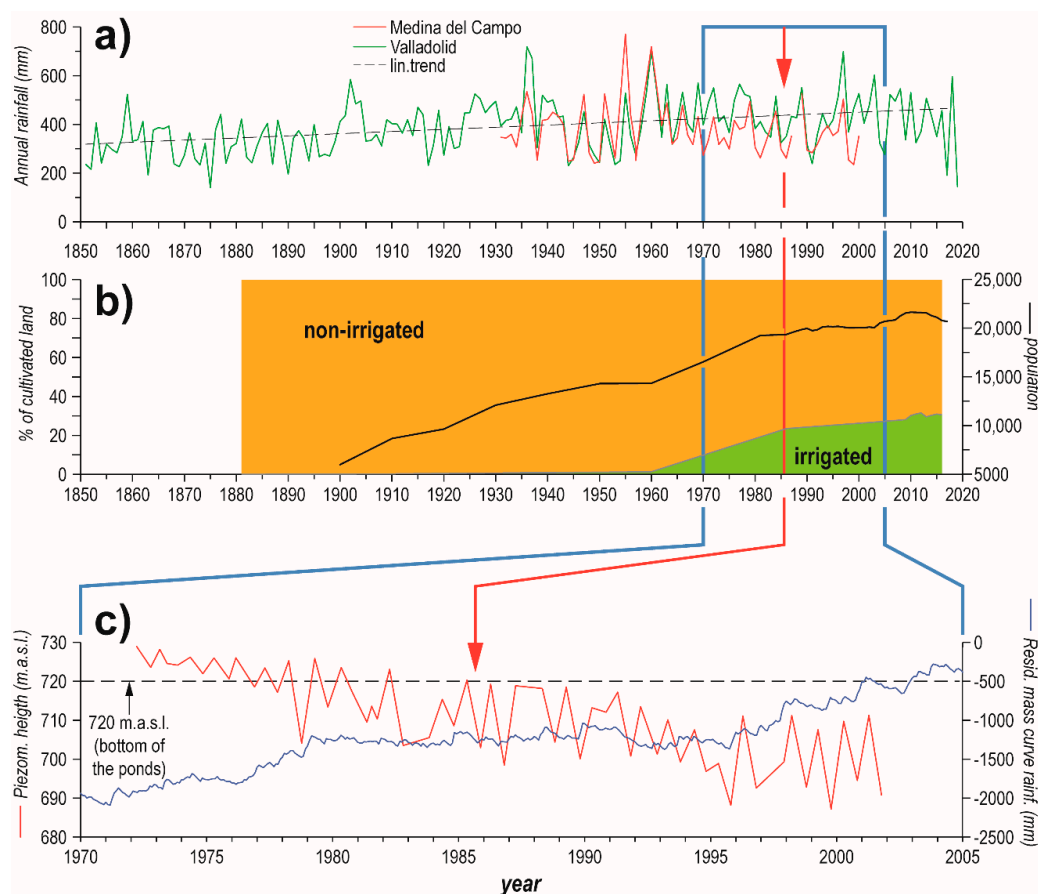 a)
Medina del Campo
Valladolid
lin.trend
Annual rainfall (mm)
800
600
400
200
0
1850 1860 1870 1880 1890 1900 1910 1920 1930 1940 1950 1960 1970 1980 1990 2000 2010 2020
b)
% of cultivated land
100
80
60
40
20
0
non-irrigated
irrigated
25,000
20,000
15,000
10,000
5000
population
1850 1860 1870 1880 1890 1900 1910 1920 1930 1940 1950 1960 1970 1980 1990 2000 2010 2020
c)
Piezom. heigth (m.a.s.l.)
730
720
710
700
690
680
720 m.a.s.l.
(bottom of
the ponds)
0
-500
-1000
-1500
-2000
-2500
Resid. mass curve rainf. (mm)
1970 1975 1980 1985 1990 1995 2000 2005
year